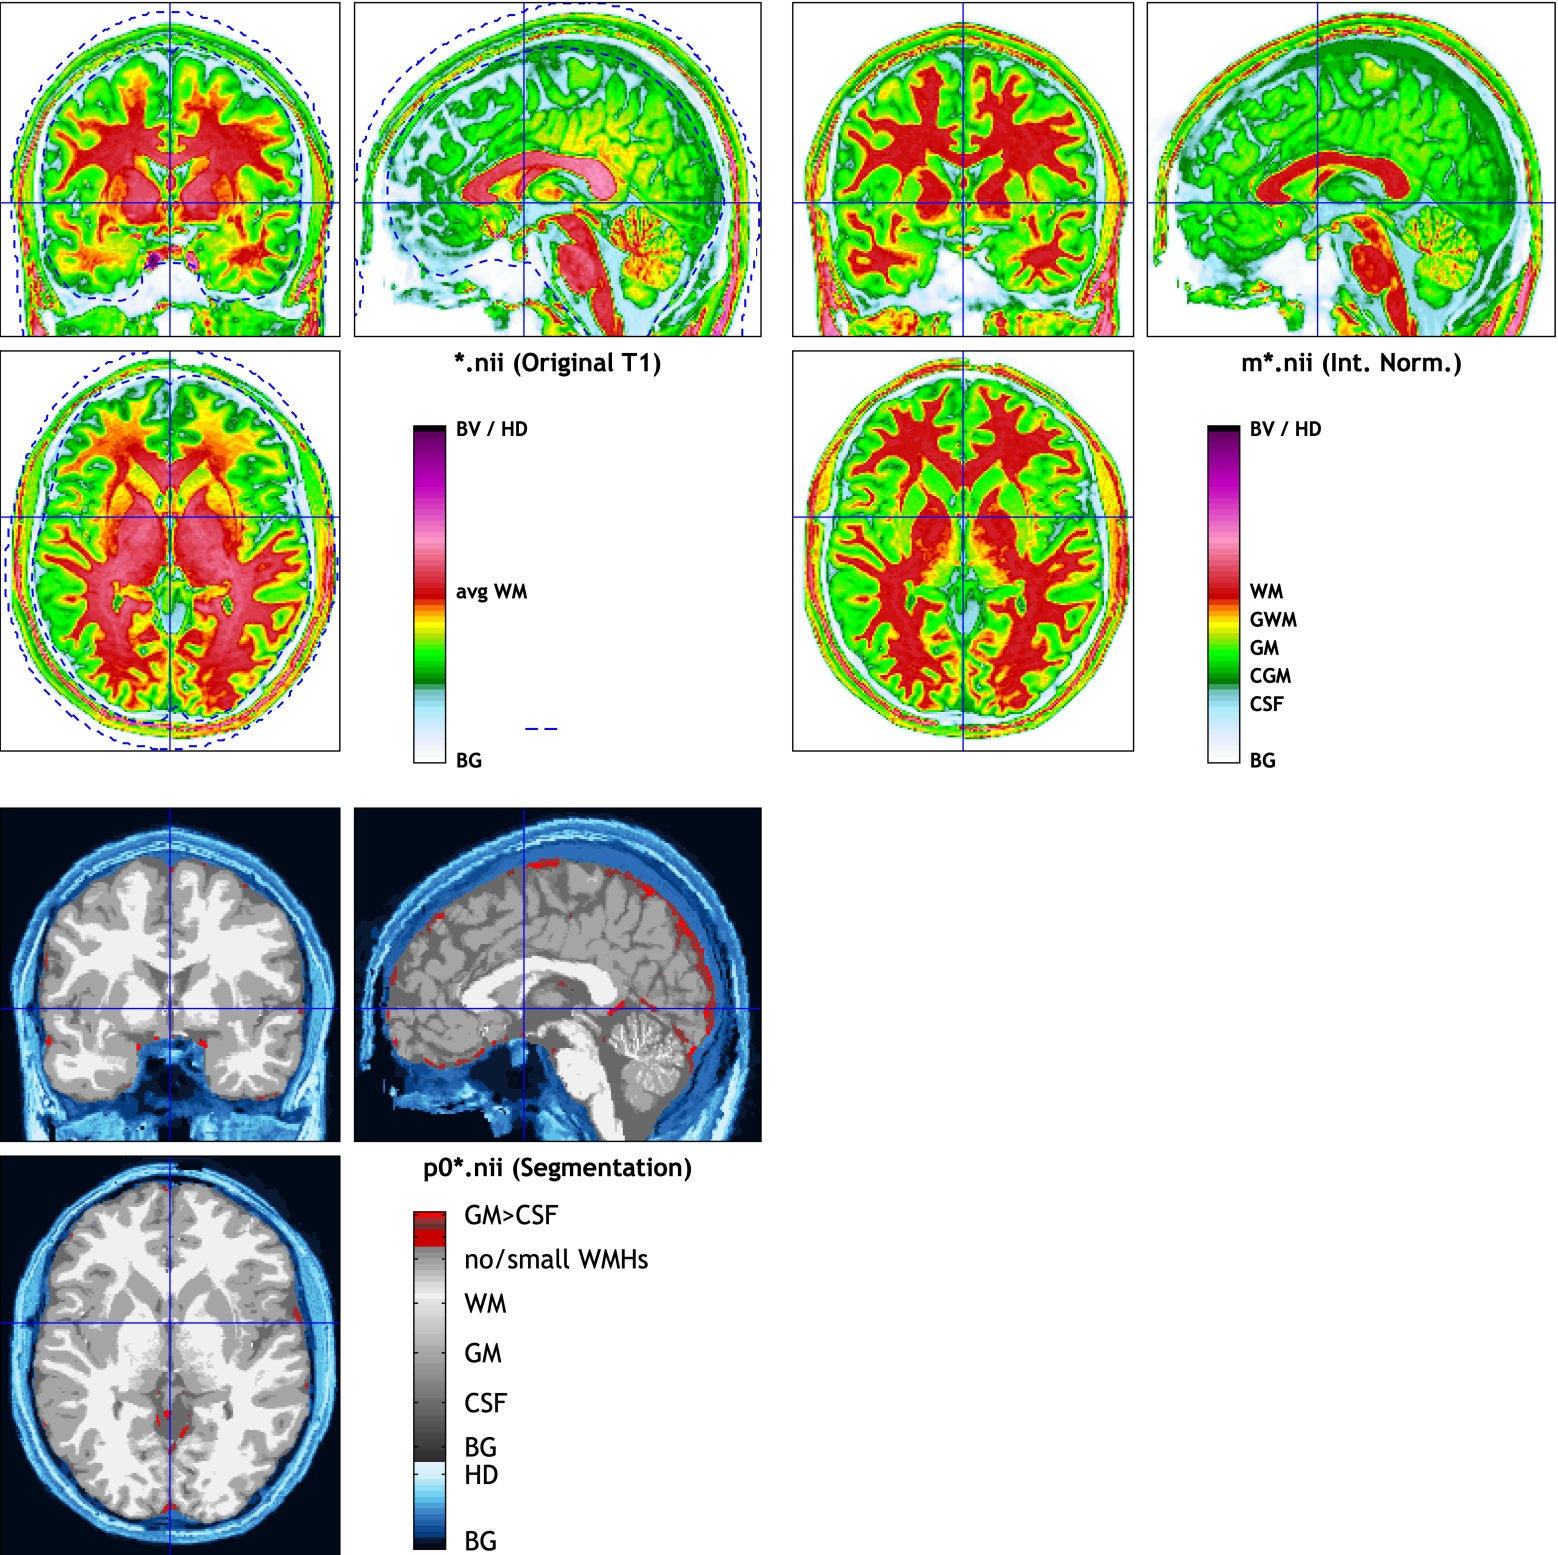 *.nii (Original T1)
BV / HD
avg WM
BG
m*.nii (Int. Norm.)
BV / HD
WM
GWM
GM
CGM
CSF
BG
p0*.nii (Segmentation)
GM>CSF
no/small WMHs
WM
GM
CSF
BG
HD
BG